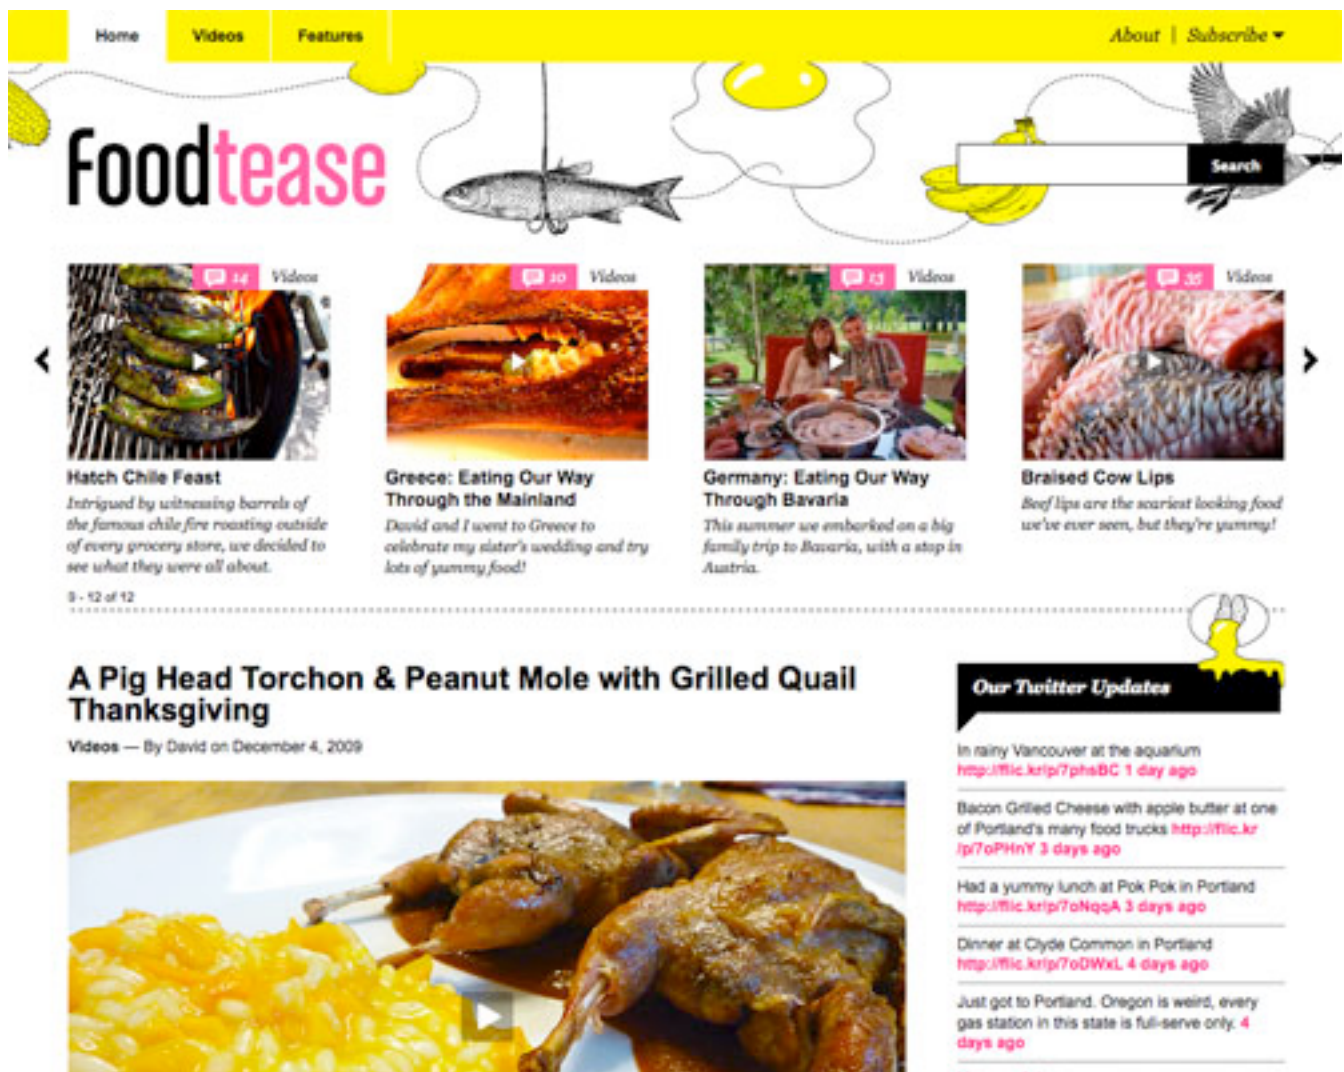 Home Videos Features About | Subscribe
Foodtease
Search
14 Videos
Hatch Chile Feast
Intrigued by witnessing barrels of
the famous chile fire roasting outside
of every grocery store, we decided to
see what they were all about.
10 Videos
Greece: Eating Our Way
Through the Mainland
David and I went to Greece to
celebrate my sister's wedding and try
lots of yummy food!
13 Videos
Germany: Eating Our Way
Through Bavaria
This summer we embarked on a big
family trip to Bavaria, with a stop in
Austria.
35 Videos
Braised Cow Lips
Beef lips are the scariest looking food
we've ever seen, but they're yummy!
9 - 12 of 12
A Pig Head Torchon & Peanut Mole with Grilled Quail
Thanksgiving
Videos — By David on December 4, 2009
Our Twitter Updates
In rainy Vancouver at the aquarium
http://flic.kr/p/7phsBC 1 day ago
Bacon Grilled Cheese with apple butter at one
of Portland's many food trucks http://flic.kr
/p/7oPHnY 3 days ago
Had a yummy lunch at Pok Pok in Portland
http://flic.kr/p/7oNqqA 3 days ago
Dinner at Clyde Common in Portland
http://flic.kr/p/7oDWxL 4 days ago
Just got to Portland. Oregon is weird, every
gas station in this state is full-serve only. 4
days ago